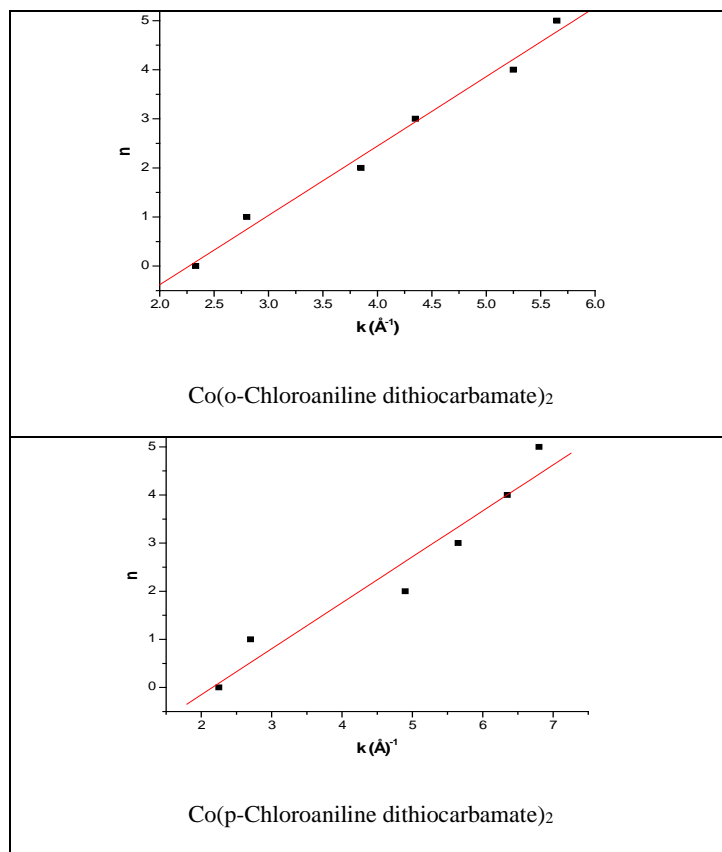 5
4
3
2
1
0
n
2.0 2.5 3.0 3.5 4.0 4.5 5.0 5.5 6.0
k (Å⁻¹)
Co(o-Chloroaniline dithiocarbamate)₂
5
4
3
2
1
0
n
2 3 4 5 6 7
k (Å)⁻¹
Co(p-Chloroaniline dithiocarbamate)₂